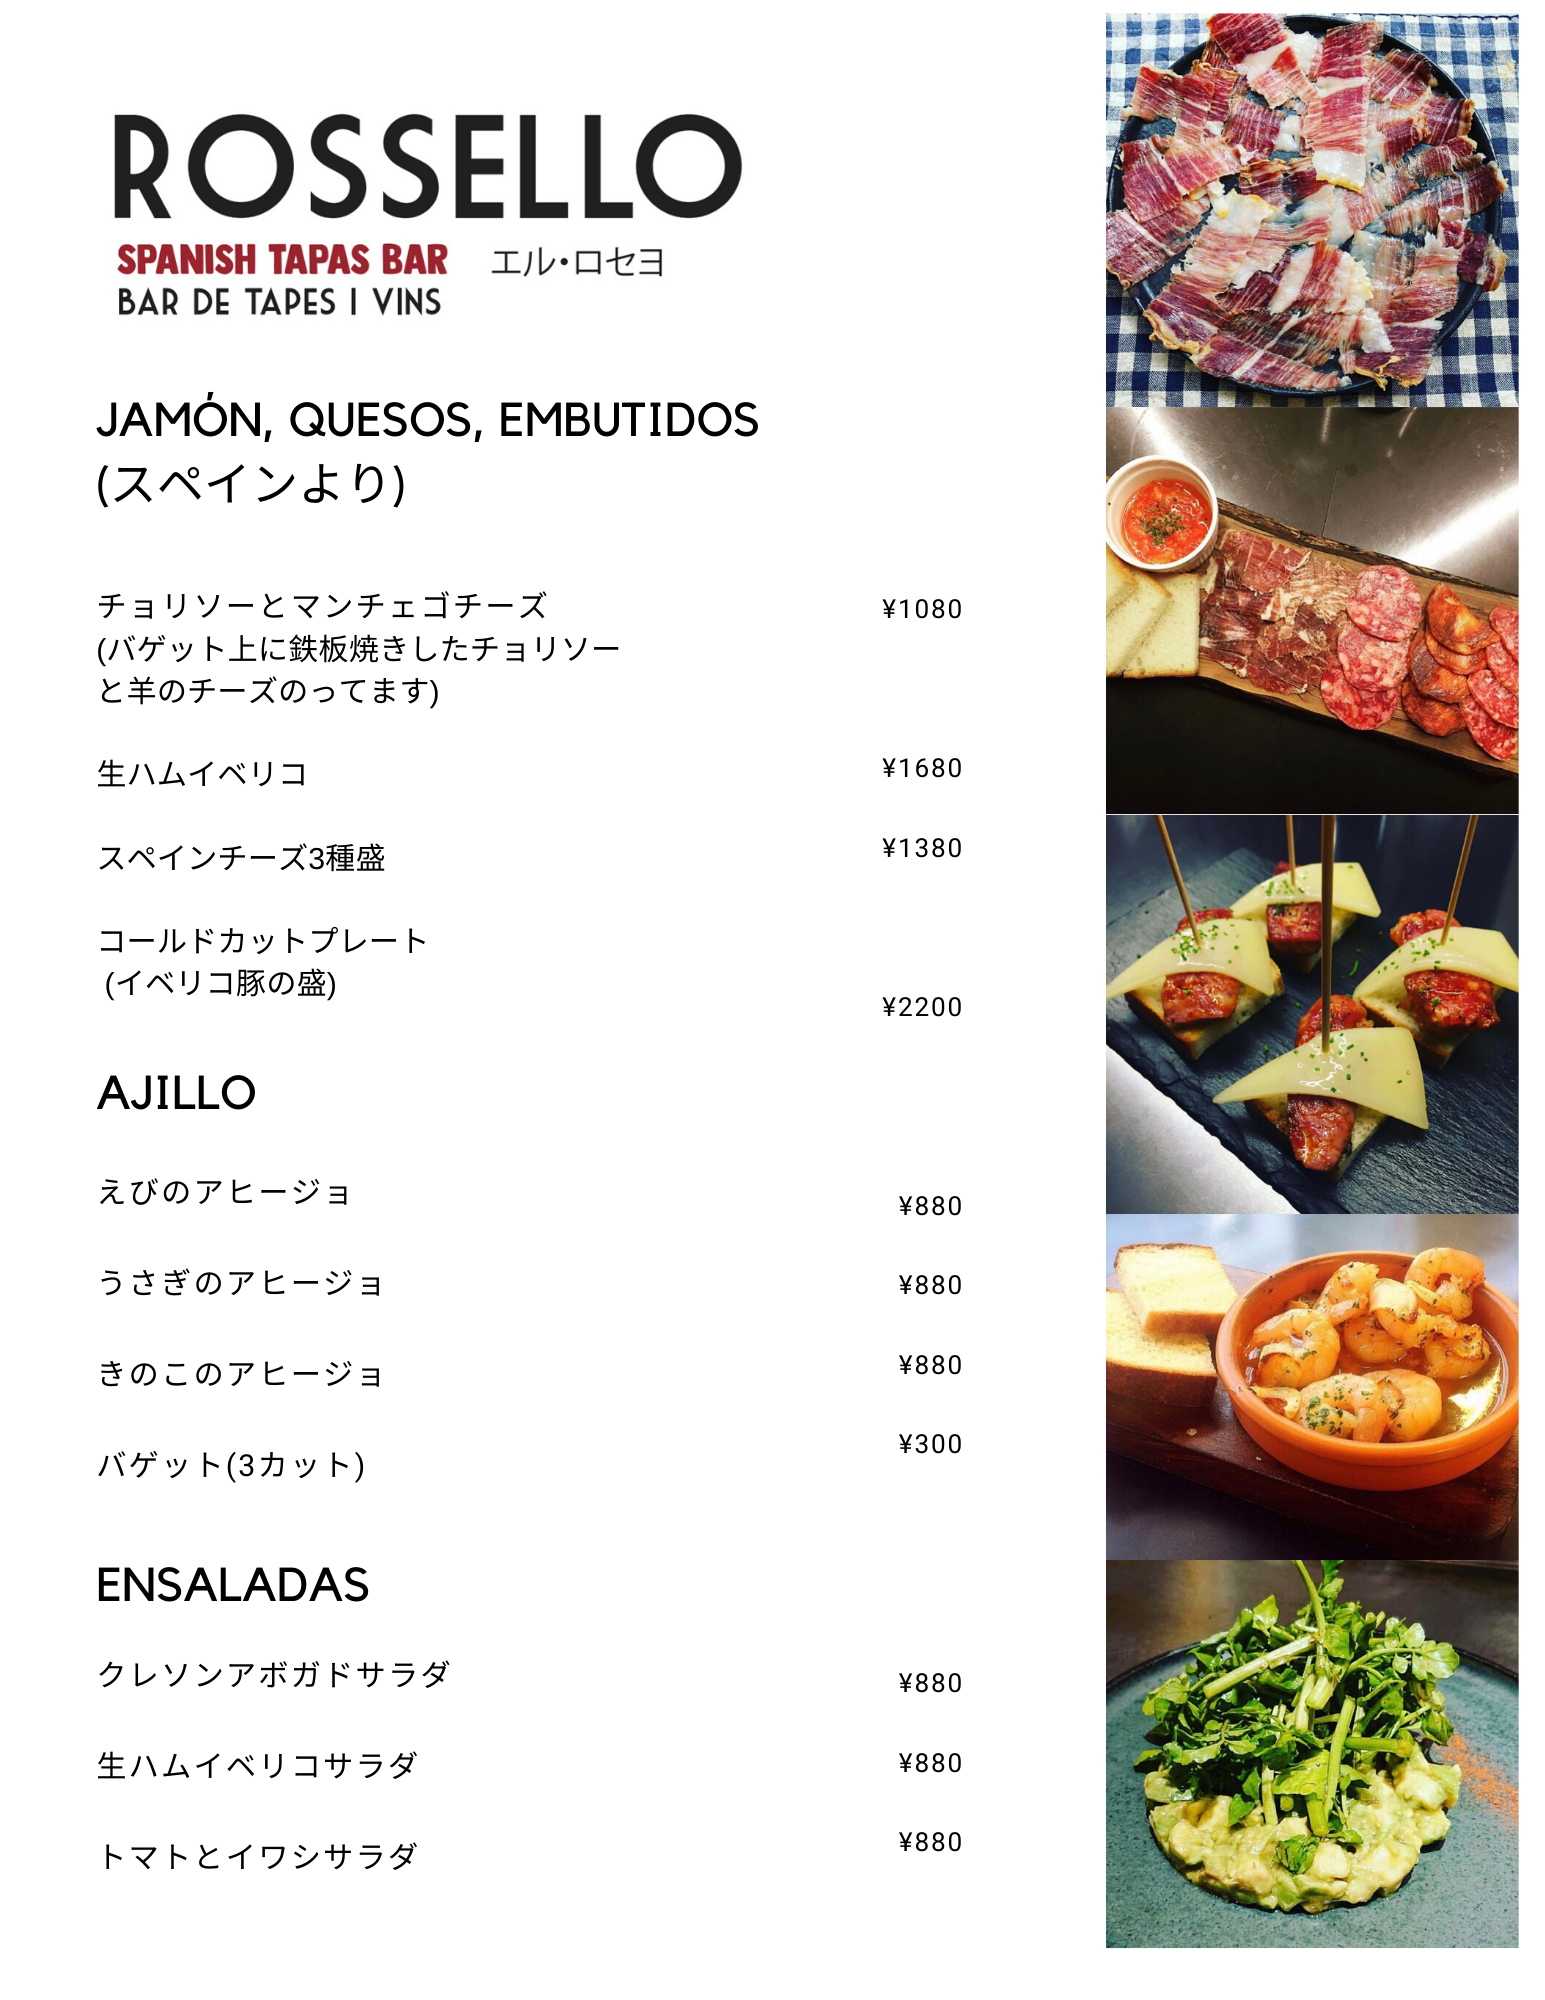 ROSSELLO
SPANISH TAPAS BAR エル・ロセヨ
BAR DE TAPES I VINS
JAMÓN, QUESOS, EMBUTIDOS
(スペインより)
チョリソーとマンチェゴチーズ ¥1080
(バゲット上に鉄板焼きしたチョリソー
と羊のチーズのってます)
生ハムイベリコ ¥1680
スペインチーズ3種盛 ¥1380
コールドカットプレート
(イベリコ豚の盛)
¥2200
AJILLO
えびのアヒージョ ¥880
うさぎのアヒージョ ¥880
きのこのアヒージョ ¥880
バゲット(3カット) ¥300
ENSALADAS
クレソンアボガドサラダ ¥880
生ハムイベリコサラダ ¥880
トマトとイワシサラダ ¥880